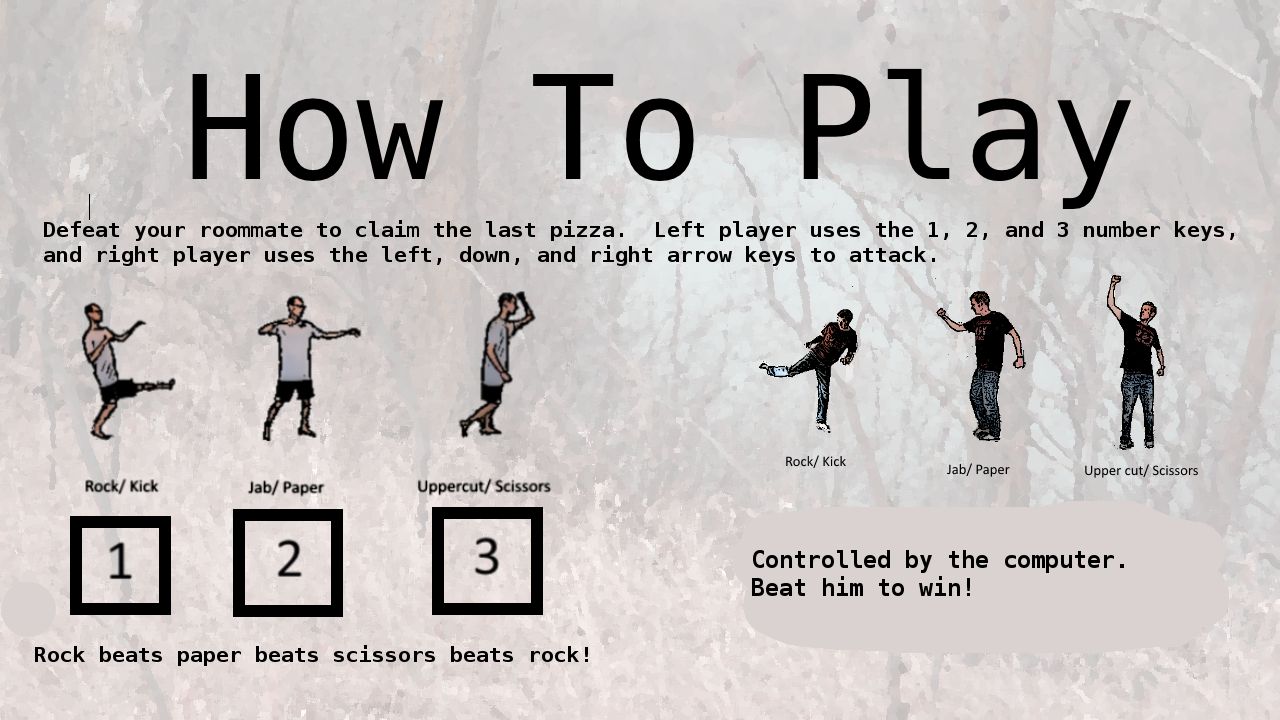 How To Play
Defeat your roommate to claim the last pizza.  Left player uses the 1, 2, and 3 number keys,
and right player uses the left, down, and right arrow keys to attack.
Rock/ Kick
Jab/ Paper
Uppercut/ Scissors
Rock/ Kick
Jab/ Paper
Upper cut/ Scissors
1
2
3
Controlled by the computer.
Beat him to win!
Rock beats paper beats scissors beats rock!